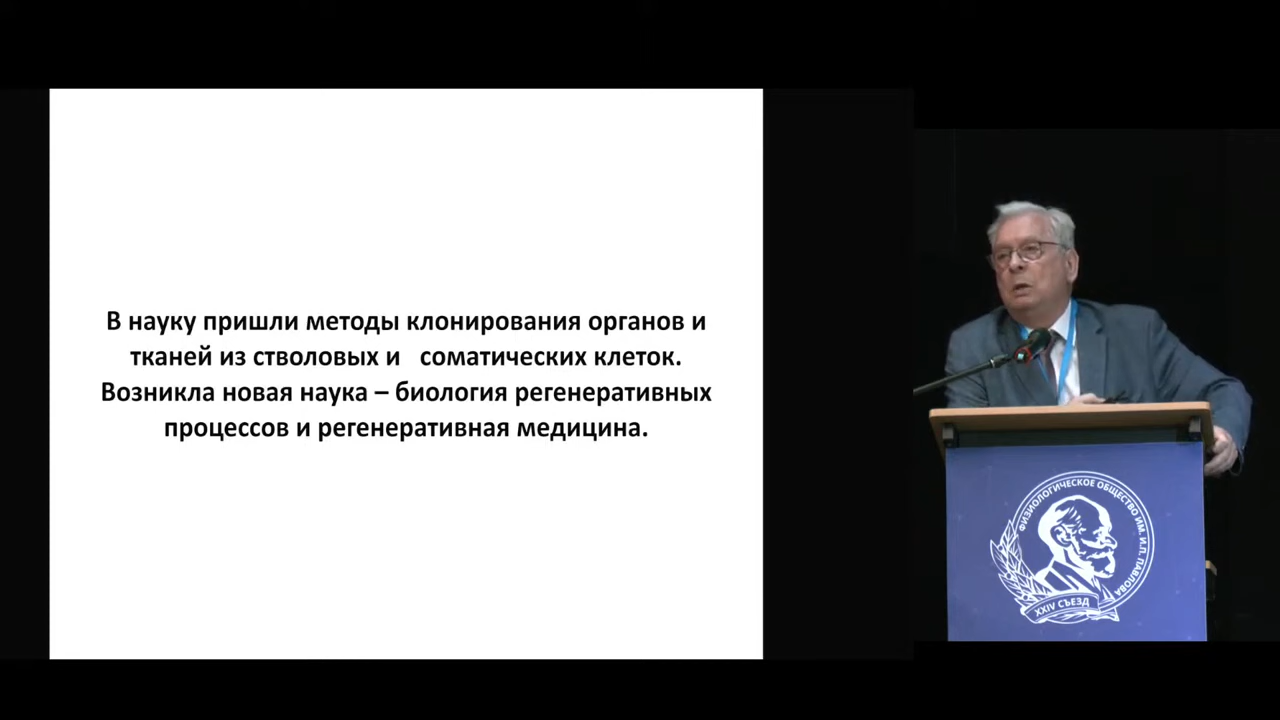 В науку пришли методы клонирования органов и
тканей из стволовых и соматических клеток.
Возникла новая наука – биология регенеративных
процессов и регенеративная медицина.
ФИЗИОЛОГИЧЕСКОЕ ОБЩЕСТВО ИМ. И.П. ПАВЛОВА
XXIV СЪЕЗД